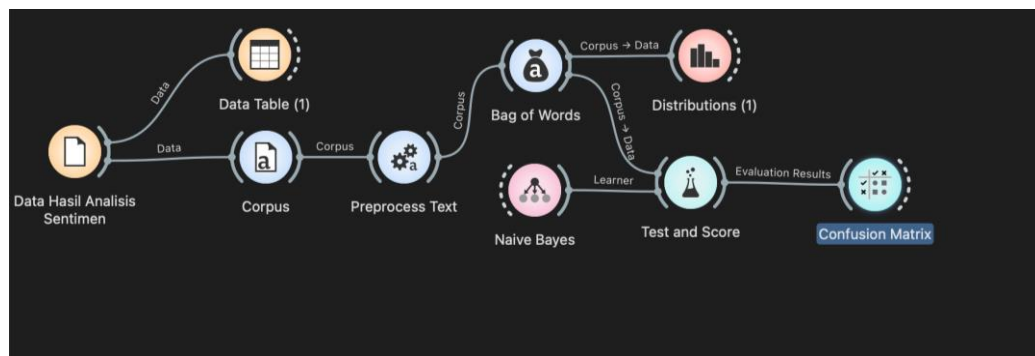 Data
Data Table (1)
Data
Data Hasil Analisis
Sentimen
a
Corpus
Corpus
a
Preprocess Text
Corpus
a
Bag of Words
Corpus → Data
Distributions (1)
Corpus → Data
Naive Bayes
Learner
Test and Score
Evaluation Results
Confusion Matrix